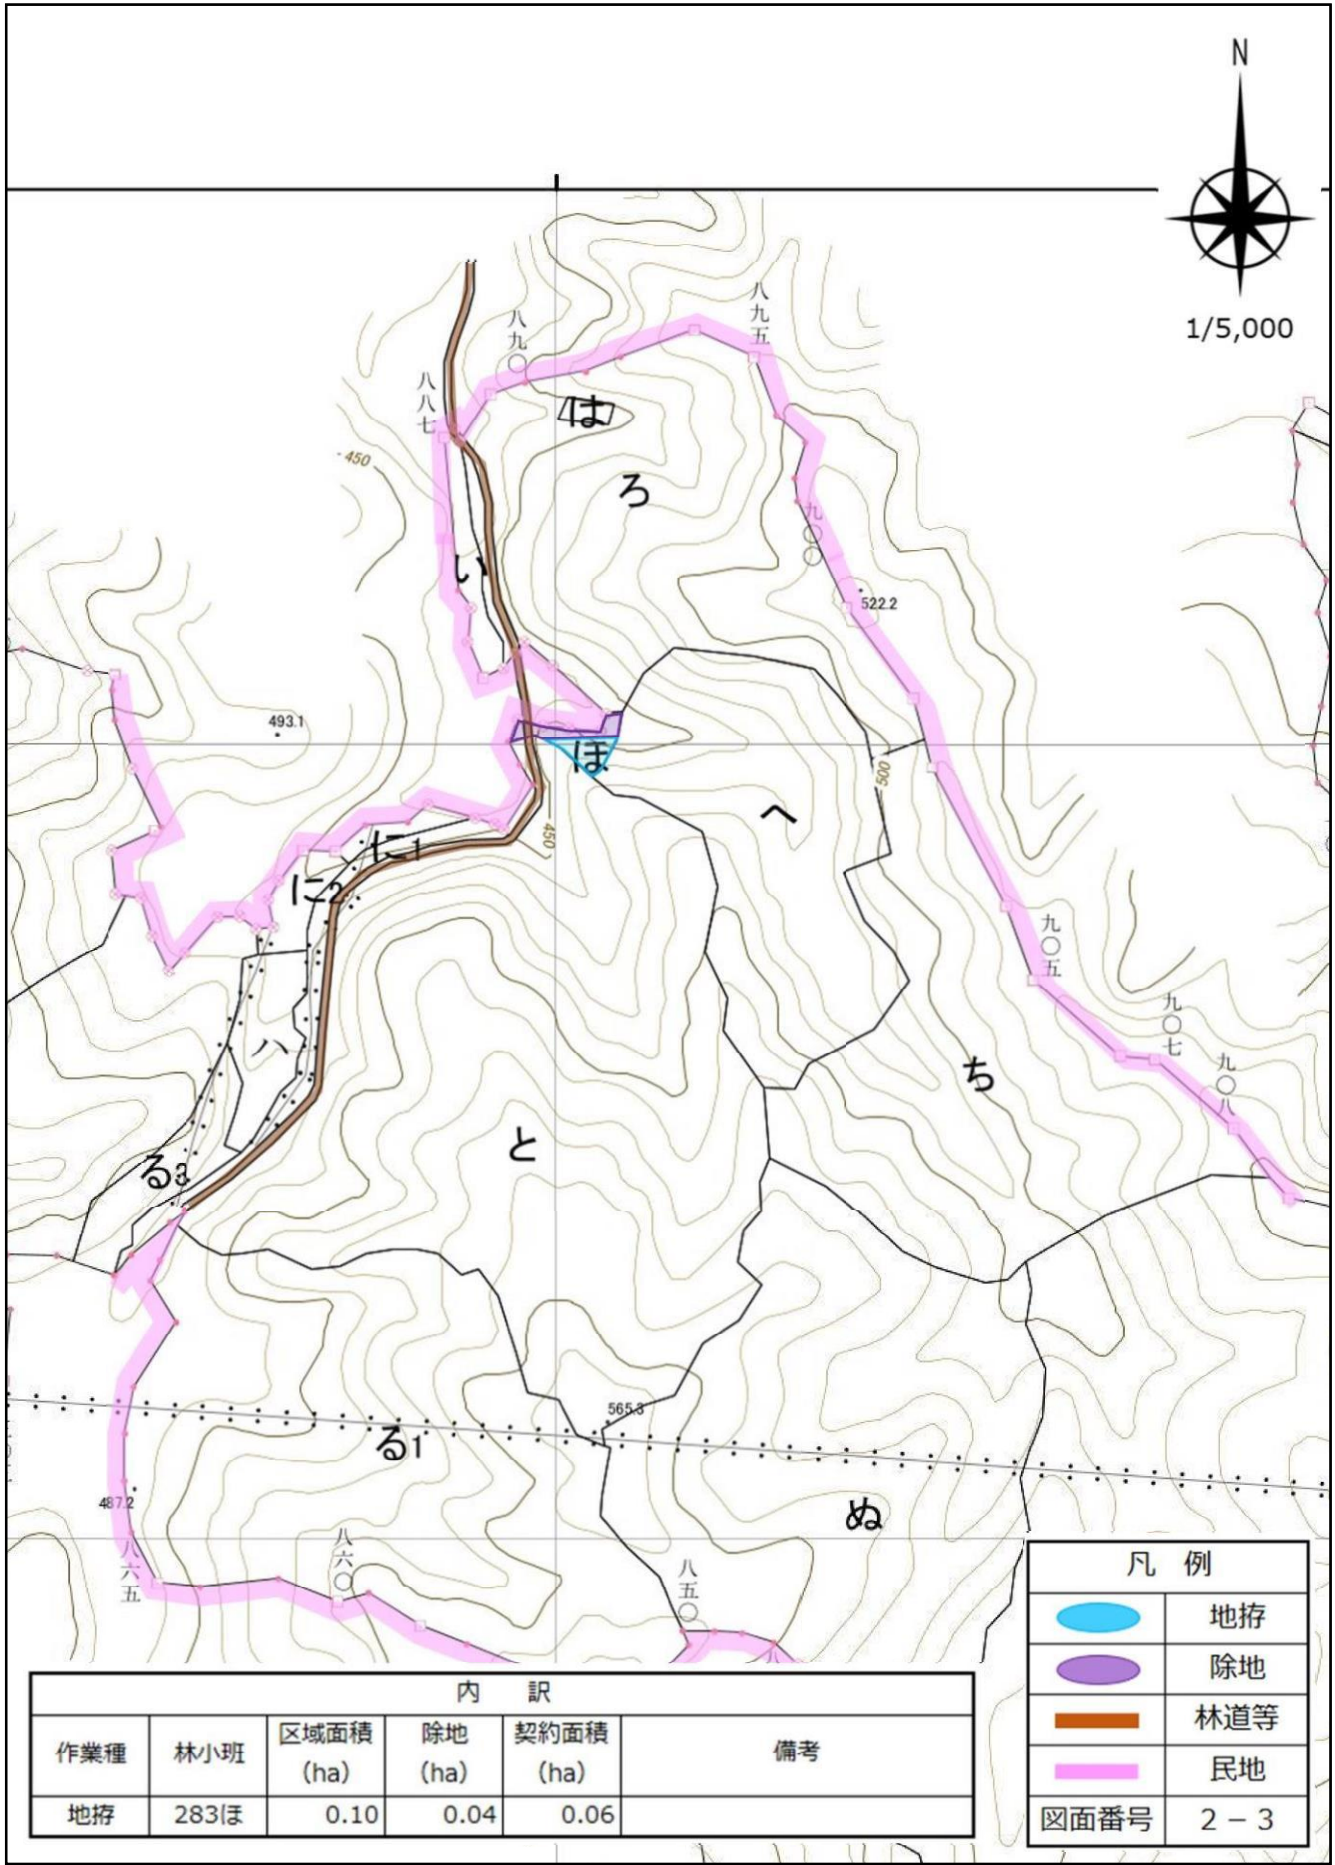 N
1/5,000
八九五
八九〇
八八七
は
450
ろ
九〇〇
い
522.2
493.1
ほ
500
へ
450
に1
に2
九〇五
九〇七
ハ
九〇八
ち
と
る3
565.3
る1
487.2
ぬ
八六五
八六〇
八五〇
凡 例
地拵
除地
林道等
民地
図面番号 2－3
内 訳
作業種 林小班 区域面積(ha) 除地(ha) 契約面積(ha) 備考
地拵 283ほ 0.10 0.04 0.06